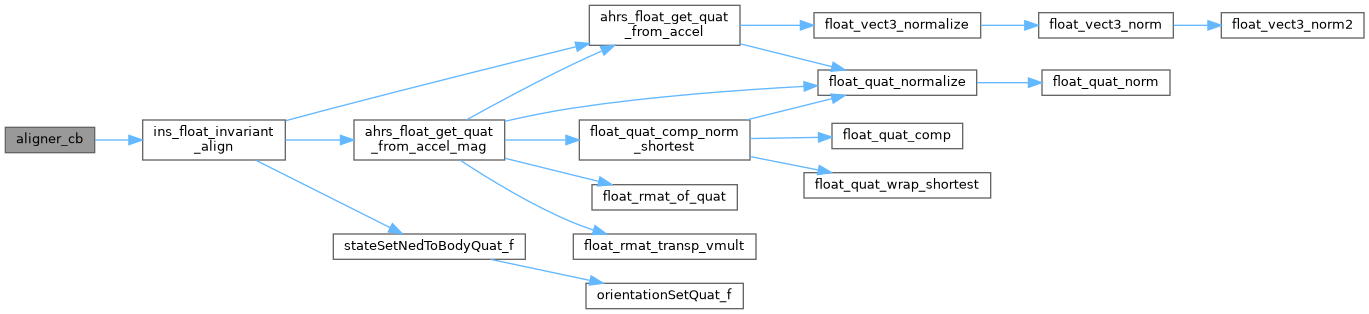 aligner_cb
ins_float_invariant
_align
ahrs_float_get_quat
_from_accel
float_vect3_normalize
float_vect3_norm
float_vect3_norm2
float_quat_normalize
float_quat_norm
ahrs_float_get_quat
_from_accel_mag
float_quat_comp_norm
_shortest
float_quat_comp
float_quat_wrap_shortest
float_rmat_of_quat
float_rmat_transp_vmult
stateSetNedToBodyQuat_f
orientationSetQuat_f